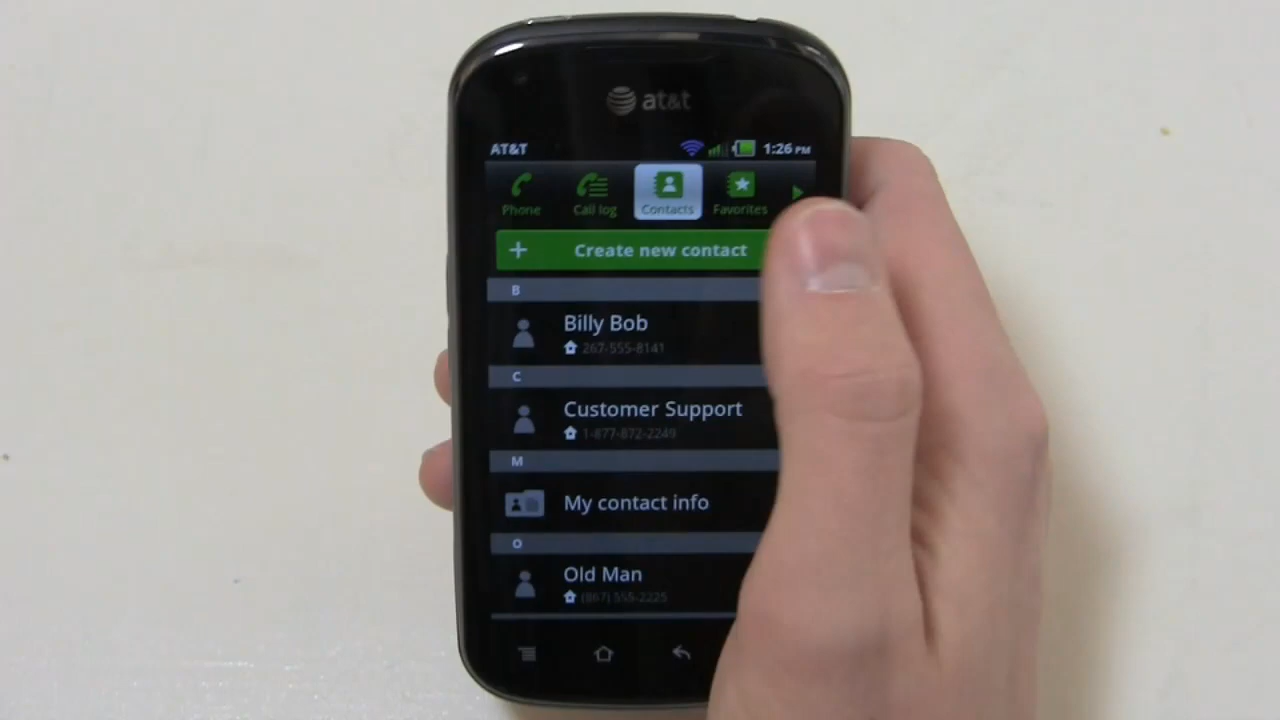 at&t
AT&T 1:26 PM
Phone Call log Contacts Favorites
+ Create new contact
B
Billy Bob
267-555-8141
C
Customer Support
1-877-872-2249
M
My contact info
O
Old Man
(867) 555-2225